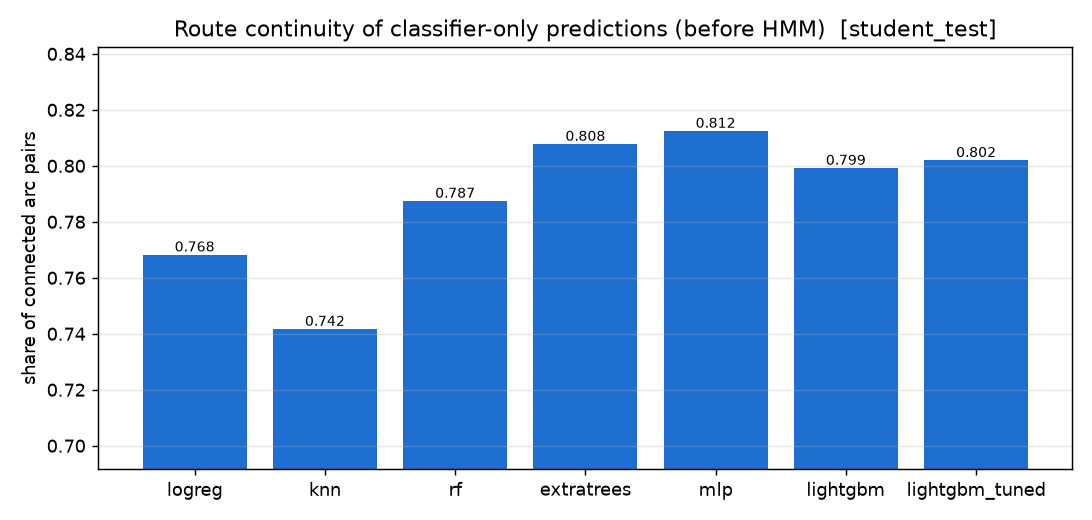 Route continuity of classifier-only predictions (before HMM)  [student_test]
share of connected arc pairs
0.84
0.82
0.80
0.78
0.76
0.74
0.72
0.70
0.768
0.742
0.787
0.808
0.812
0.799
0.802
logreg
knn
rf
extratrees
mlp
lightgbm
lightgbm_tuned